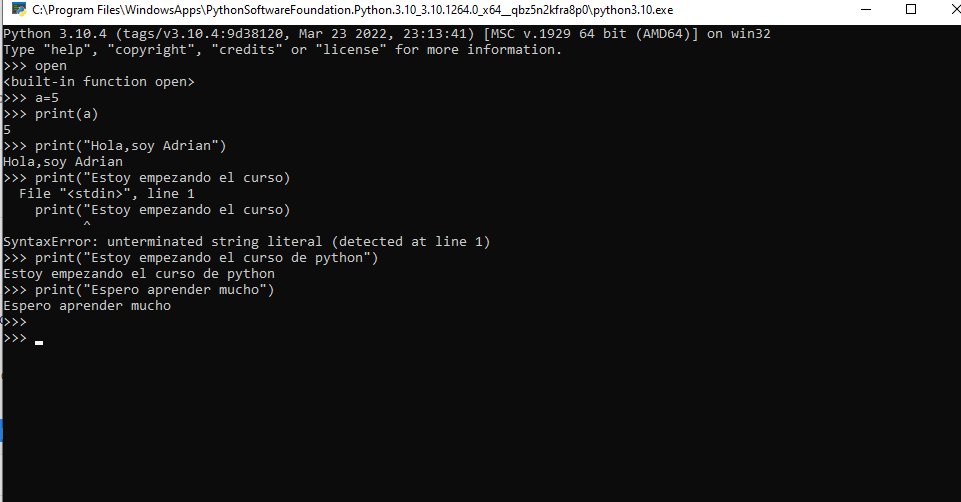 C:\Program Files\WindowsApps\PythonSoftwareFoundation.Python.3.10_3.10.1264.0_x64__qbz5n2kfra8p0\python3.10.exe
Python 3.10.4 (tags/v3.10.4:9d38120, Mar 23 2022, 23:13:41) [MSC v.1929 64 bit (AMD64)] on win32
Type "help", "copyright", "credits" or "license" for more information.
>>> open
<built-in function open>
>>> a=5
>>> print(a)
5
>>> print("Hola,soy Adrian")
Hola,soy Adrian
>>> print("Estoy empezando el curso)
  File "<stdin>", line 1
    print("Estoy empezando el curso)
          ^
SyntaxError: unterminated string literal (detected at line 1)
>>> print("Estoy empezando el curso de python")
Estoy empezando el curso de python
>>> print("Espero aprender mucho")
Espero aprender mucho
>>>
>>>